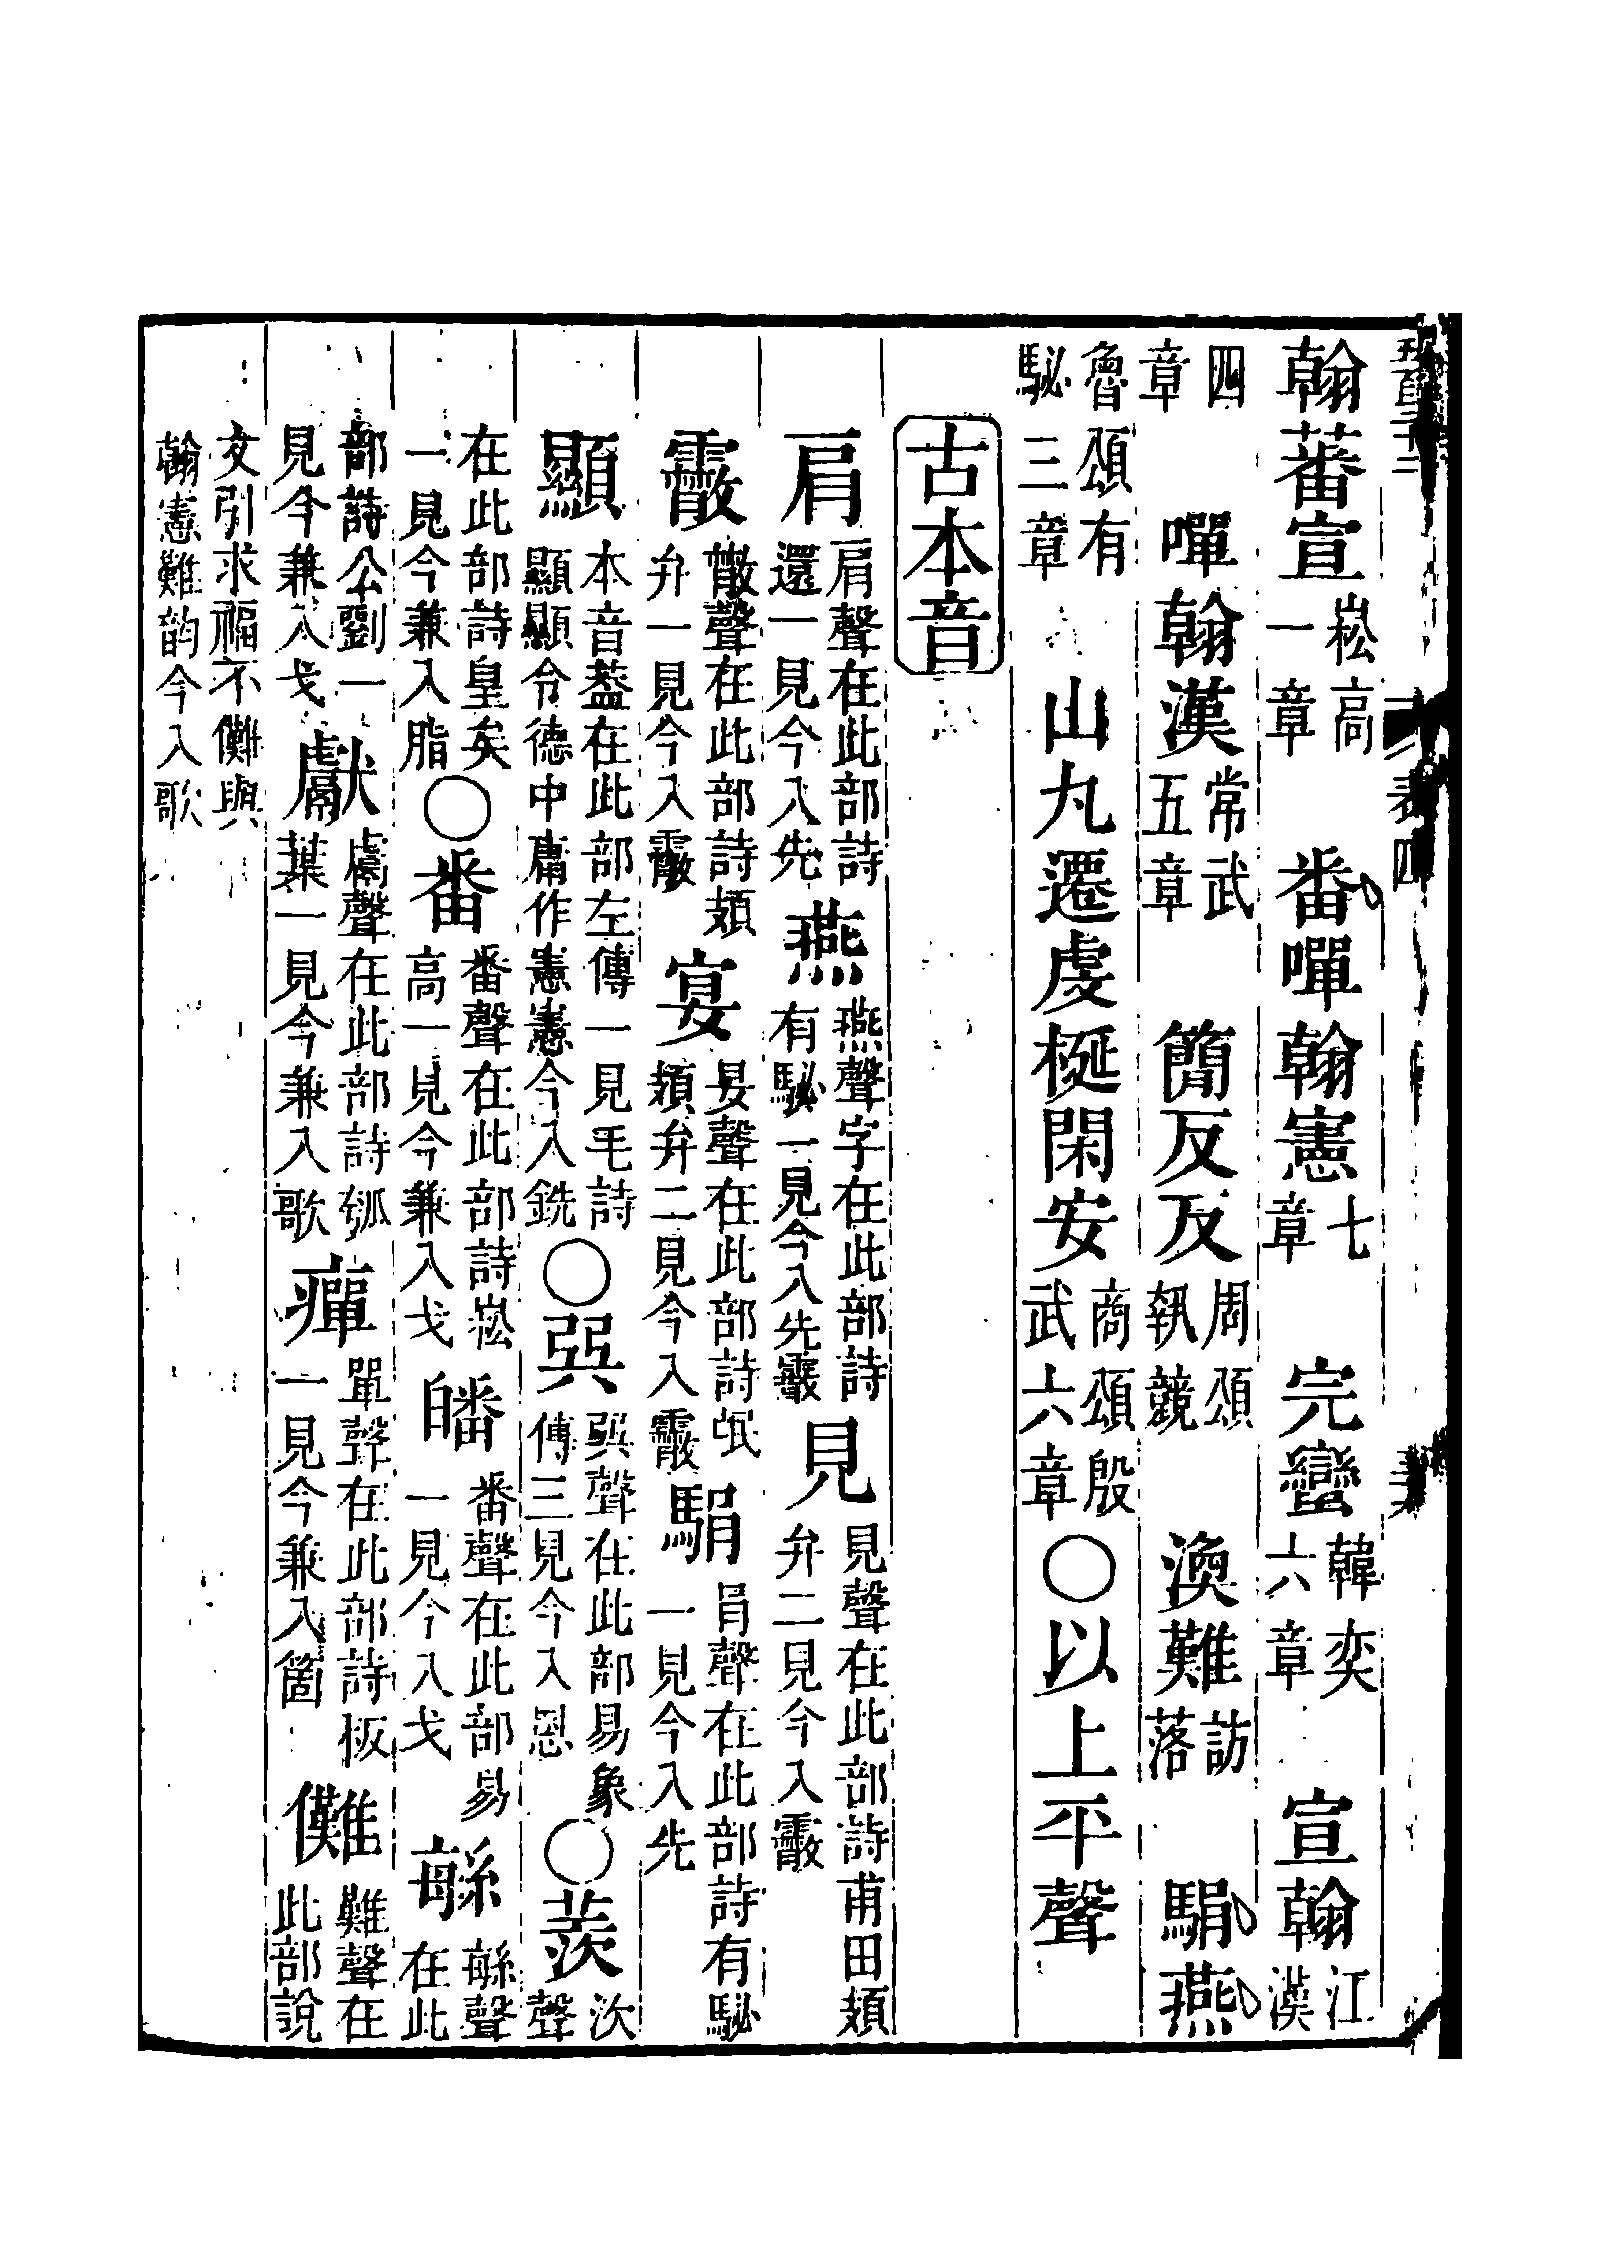 翰蕃宣崧高一章 番嘽翰憲七章 完蠻韓奕六章 宣翰江漢
四章 嘽翰漢常武五章 簡反反周頌執競 渙難訪落 駽燕
魯頌有駜三章 山丸遷虔梴閑安商頌殷武六章○以上平聲
古本音
肩肩聲在此部詩還一見今入先 燕燕聲字在此部詩有駜一見今入先霰 見見聲在此部詩甫田頍弁二見今入霰
霰㪔聲在此部詩頍弁一見今入霰 宴妟聲在此部詩氓頍弁二見今入霰 駽肙聲在此部詩有駜一見今入先
顯本音葢在此部左傳一見毛詩顯顯令德中庸作憲憲今入銑○巽巽聲在此部易彖傳三見今入慁○羨㳄聲
在此部詩皇矣一見今兼入脂○番番聲在此部詩崧高一見今兼入戈 皤番聲在此部易一見今入戈 緐緐聲在此
部詩公劉一見今兼入戈 獻鬳聲在此部詩瓠葉一見今兼入歌 癉單聲在此部詩板一見今兼入箇 儺難聲在此部說
文引求福不儺與翰憲難韵今入歌
表四